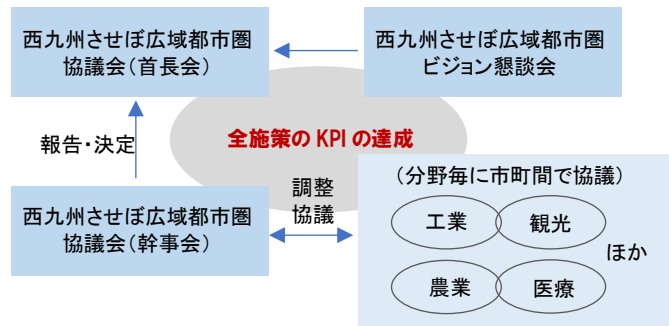 西九州させぼ広域都市圏
協議会(首長会)
西九州させぼ広域都市圏
ビジョン懇談会
全施策の KPI の達成
報告・決定
西九州させぼ広域都市圏
協議会(幹事会)
調整
協議
(分野毎に市町間で協議)
工業
観光
ほか
農業
医療